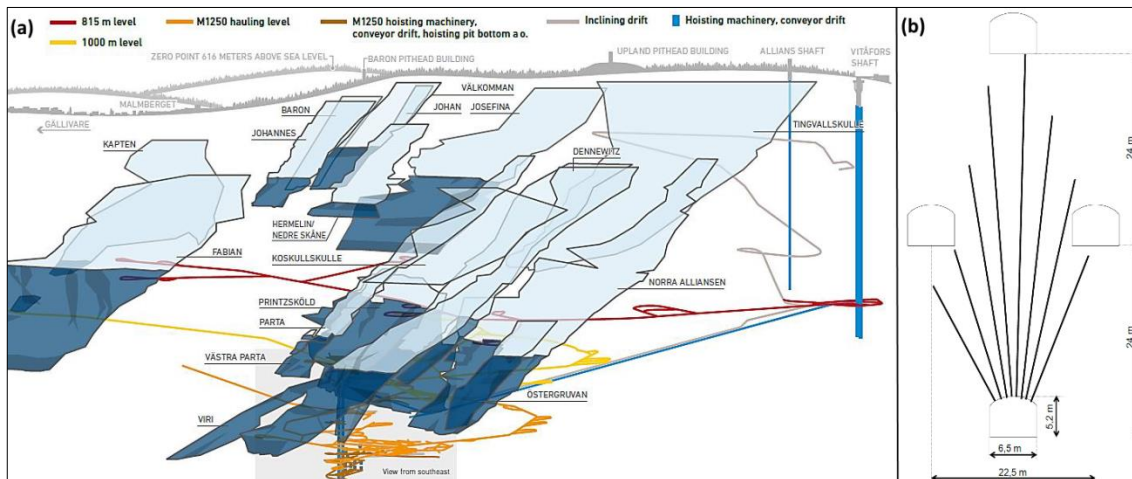 (a)
815 m level
1000 m level
M1250 hauling level
M1250 hoisting machinery,
conveyor drift, hoisting pit bottom a o.
Inclining drift
Hoisting machinery, conveyor drift
ZERO POINT 616 METERS ABOVE SEA LEVEL
BARON PITHEAD BUILDING
UPLAND PITHEAD BUILDING
ALLIANS SHAFT
VITÅFORS
SHAFT
MALMBERGET
GÄLLIVARE
KAPTEN
BARON
JOHANNES
VÄLKOMMAN
JOHAN
JOSEFINA
TINGVALLSKULLE
DENNEWITZ
HERMELIN/
NEDRE SKÅNE
KOSKULLSKULLE
FABIAN
NORRA ALLIANSEN
PRINTZSKÖLD
PARTA
VÄSTRA PARTA
ÖSTERGRUVAN
VIRI
View from southeast
(b)
24 m
24 m
5,2 m
6,5 m
22,5 m